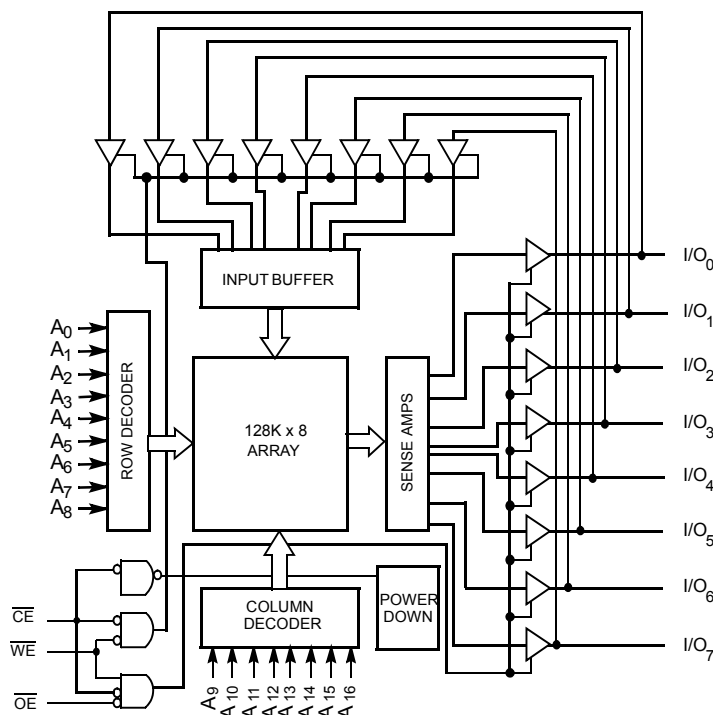 INPUT BUFFER
I/O0
I/O1
I/O2
I/O3
I/O4
I/O5
I/O6
I/O7
A0
A1
A2
A3
A4
A5
A6
A7
A8
ROW DECODER
128K x 8
ARRAY
SENSE AMPS
COLUMN
DECODER
POWER
DOWN
CE
WE
OE
A9
A10
A11
A12
A13
A14
A15
A16